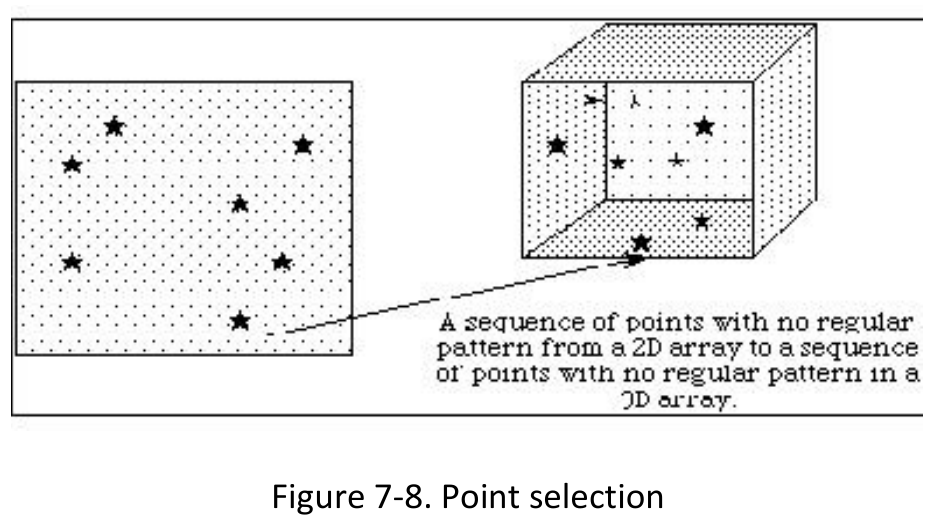 A sequence of points with no regular
pattern from a 2D array to a sequence
of points with no regular pattern in a
3D array.
Figure 7-8. Point selection